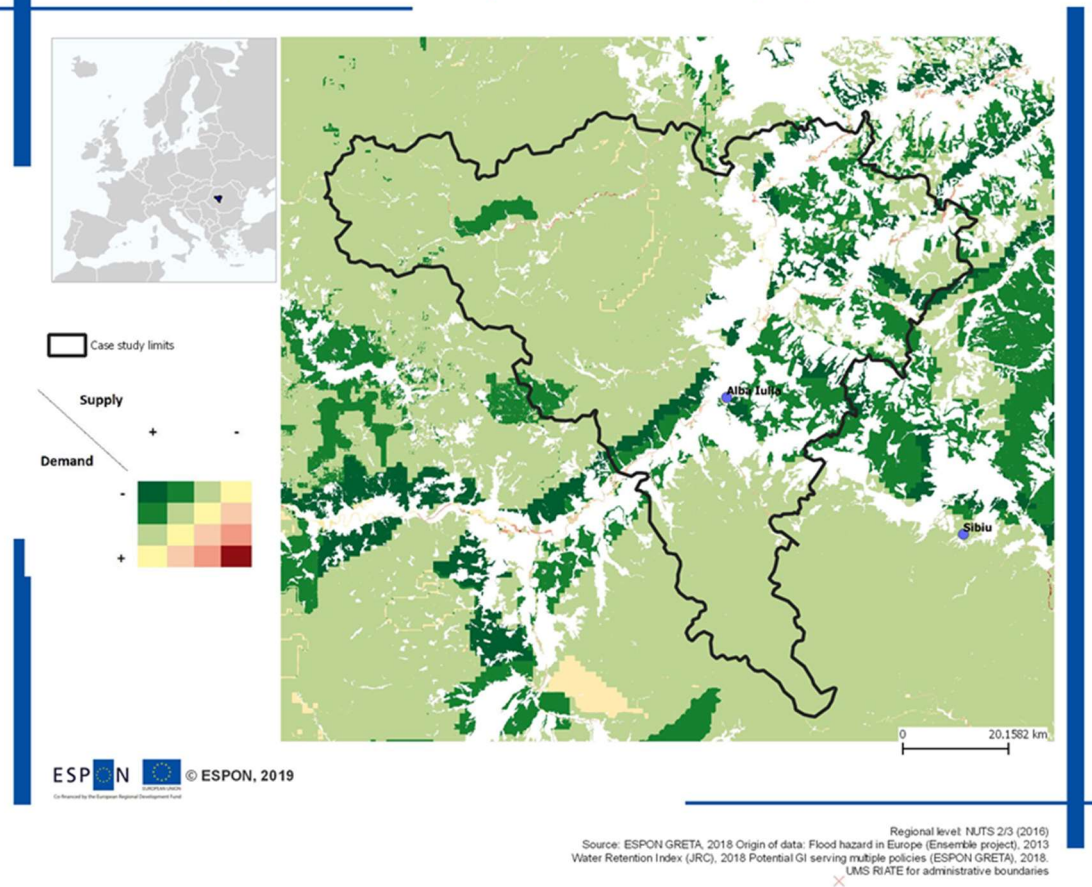 Case study limits
Supply
+ -
Demand
-
+
Alba Iulia
Sibiu
0 20.1582 km
ESPON
EUROPEAN UNION
Co-financed by the European Regional Development Fund
© ESPON, 2019
Regional level: NUTS 2/3 (2016)
Source: ESPON GRETA, 2018 Origin of data: Flood hazard in Europe (Ensemble project), 2013
Water Retention Index (JRC), 2018 Potential GI serving multiple policies (ESPON GRETA), 2018.
UMS RIATE for administrative boundaries